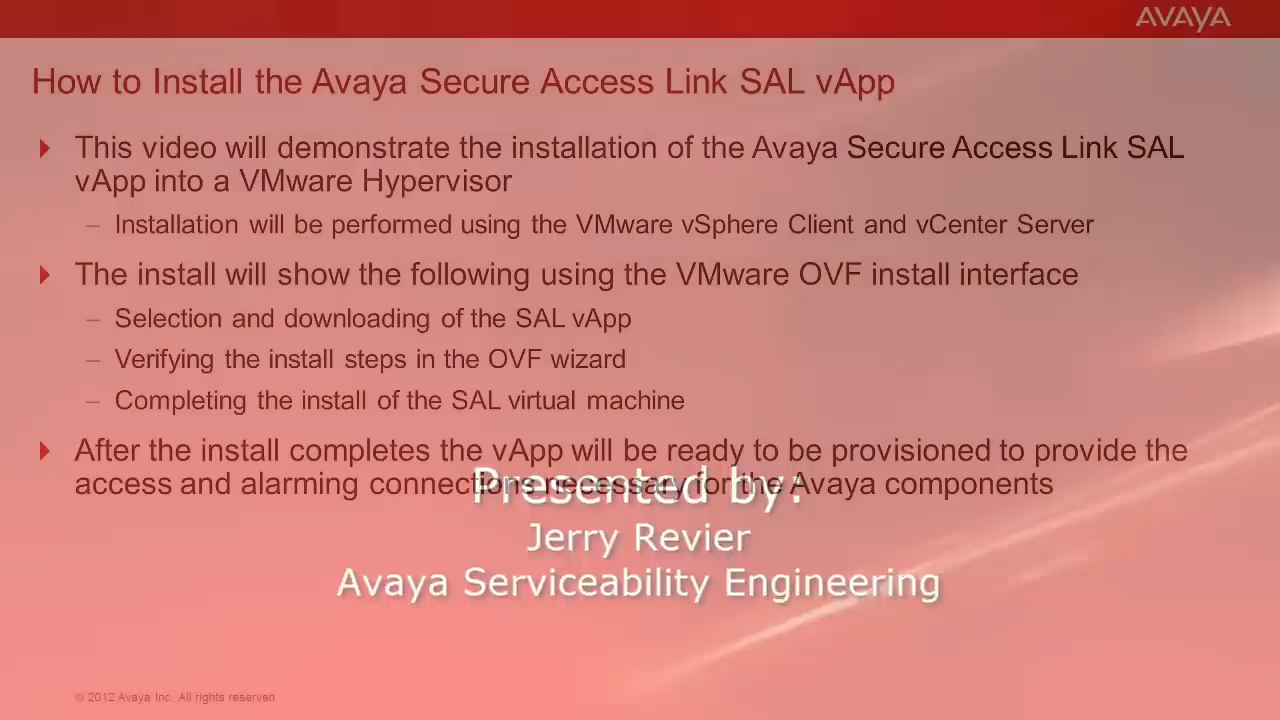 AVAYA
How to Install the Avaya Secure Access Link SAL vApp
This video will demonstrate the installation of the Avaya Secure Access Link SAL
vApp into a VMware Hypervisor
– Installation will be performed using the VMware vSphere Client and vCenter Server
The install will show the following using the VMware OVF install interface
– Selection and downloading of the SAL vApp
– Verifying the install steps in the OVF wizard
– Completing the install of the SAL virtual machine
After the install completes the vApp will be ready to be provisioned to provide the
access and alarming connections necessary for the Avaya components
Presented by:
Jerry Revier
Avaya Serviceability Engineering
© 2012 Avaya Inc. All rights reserved